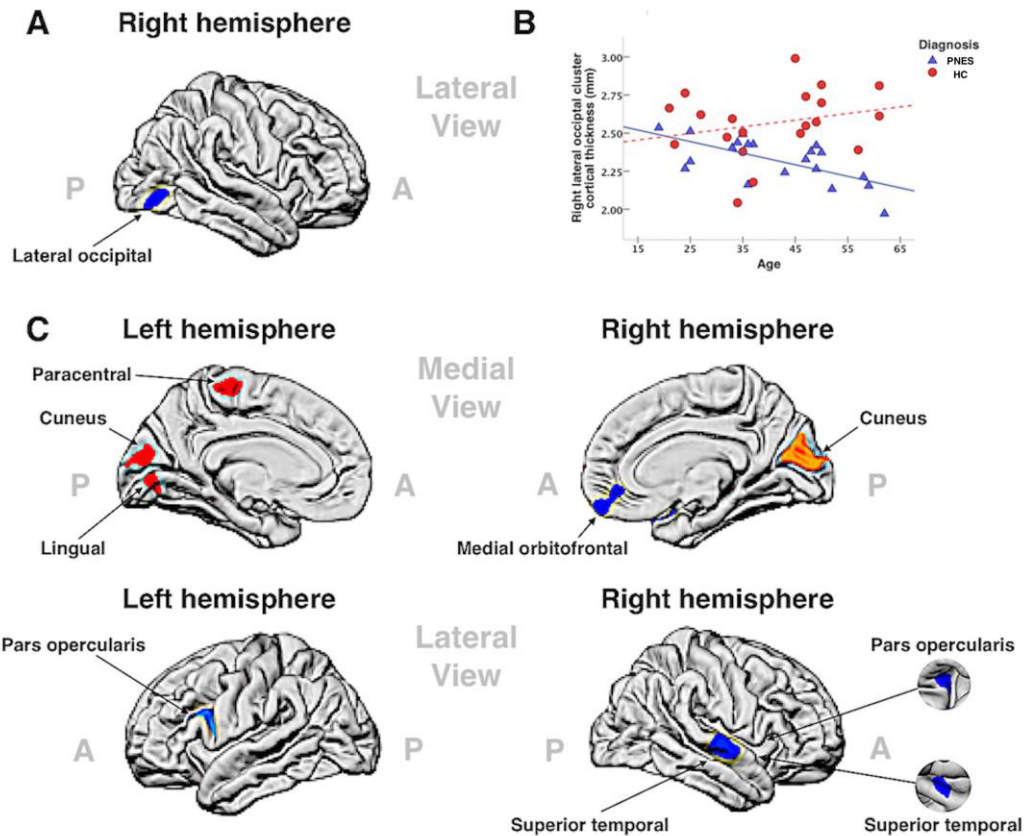 A
Right hemisphere
Lateral
View
P
A
Lateral occipital
B
Right lateral occiptal cluster
cortical thickness (mm)
3.00
2.75
2.50
2.25
2.00
15
25
35
45
55
65
Age
Diagnosis
PNES
HC
C
Left hemisphere
Right hemisphere
Medial
View
Paracentral
Cuneus
P
A
Lingual
Cuneus
A
P
Medial orbitofrontal
Left hemisphere
Right hemisphere
Lateral
View
Pars opercularis
A
P
Pars opercularis
P
A
Superior temporal
Superior temporal